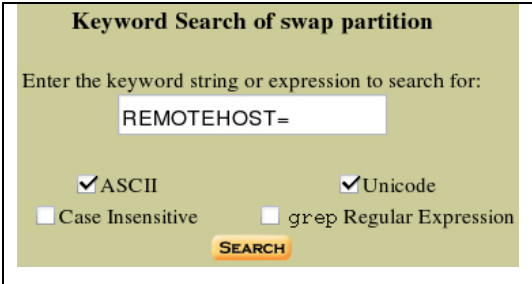 Keyword Search of swap partition
Enter the keyword string or expression to search for:
REMOTEHOST=
ASCII Unicode
Case Insensitive grep Regular Expression
SEARCH